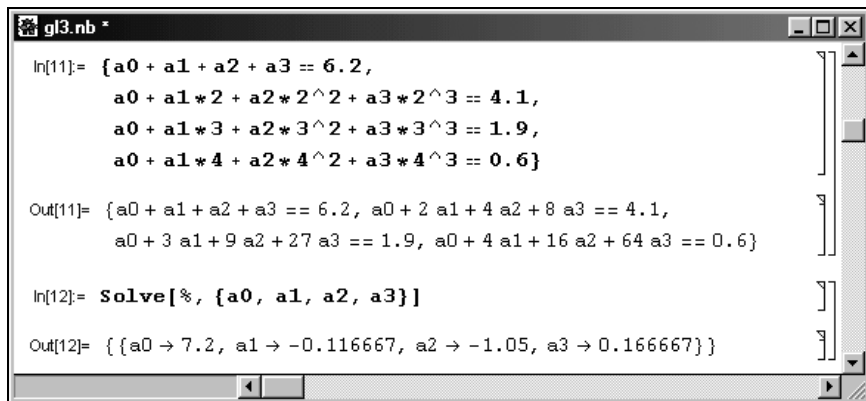 gl3.nb *
In[11]:= {a0 + a1 + a2 + a3 == 6.2,
a0 + a1 * 2 + a2 * 2^2 + a3 * 2^3 == 4.1,
a0 + a1 * 3 + a2 * 3^2 + a3 * 3^3 == 1.9,
a0 + a1 * 4 + a2 * 4^2 + a3 * 4^3 == 0.6}
Out[11]= {a0 + a1 + a2 + a3 == 6.2, a0 + 2 a1 + 4 a2 + 8 a3 == 4.1,
a0 + 3 a1 + 9 a2 + 27 a3 == 1.9, a0 + 4 a1 + 16 a2 + 64 a3 == 0.6}
In[12]:= Solve[%, {a0, a1, a2, a3}]
Out[12]= {{a0 → 7.2, a1 → -0.116667, a2 → -1.05, a3 → 0.166667}}